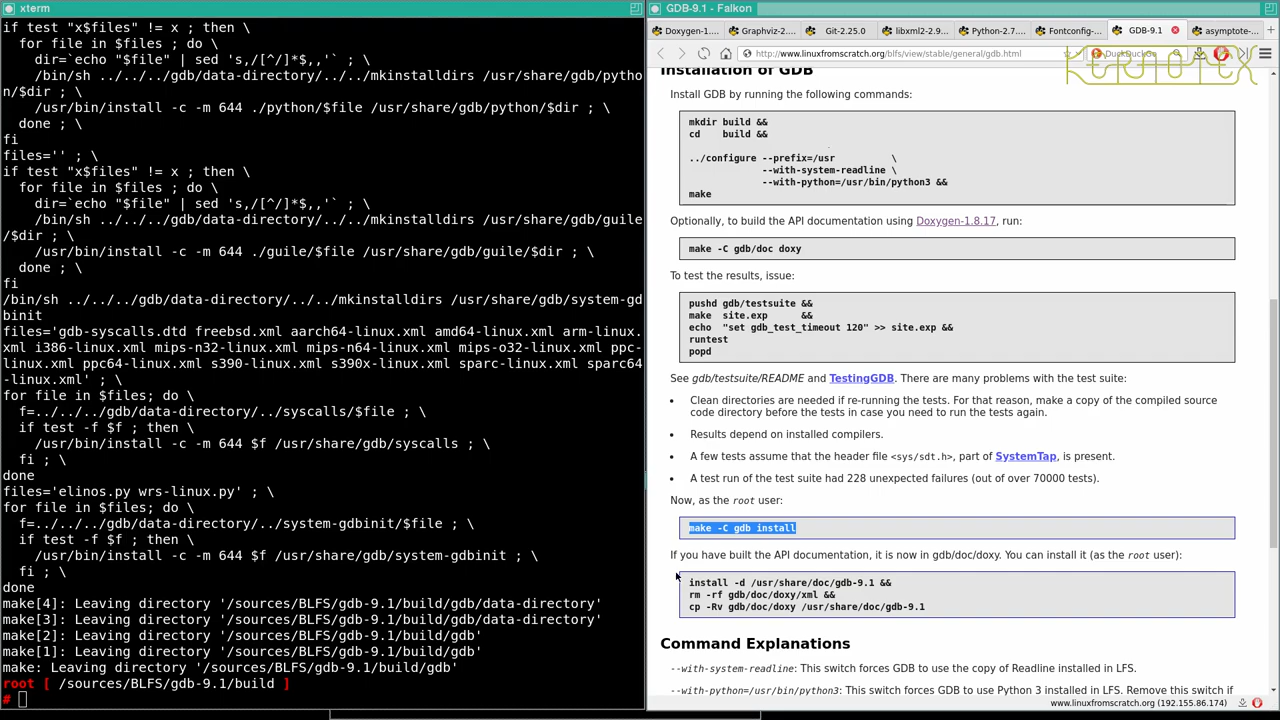 xterm
if test "x$files" != x ; then \
  for file in $files ; do \
    dir=`echo "$file" | sed 's,/[^/]*$,,'` ; \
    /bin/sh ../../../gdb/data-directory/../../mkinstalldirs /usr/share/gdb/pytho
n/$dir ; \
    /usr/bin/install -c -m 644 ./python/$file /usr/share/gdb/python/$dir ; \
  done ; \
fi
files='' ; \
if test "x$files" != x ; then \
  for file in $files ; do \
    dir=`echo "$file" | sed 's,/[^/]*$,,'` ; \
    /bin/sh ../../../gdb/data-directory/../../mkinstalldirs /usr/share/gdb/guile
/$dir ; \
    /usr/bin/install -c -m 644 ./guile/$file /usr/share/gdb/guile/$dir ; \
  done ; \
fi
/bin/sh ../../../gdb/data-directory/../../mkinstalldirs /usr/share/gdb/system-gd
binit
files='gdb-syscalls.dtd freebsd.xml aarch64-linux.xml amd64-linux.xml arm-linux.
xml i386-linux.xml mips-n32-linux.xml mips-n64-linux.xml mips-o32-linux.xml ppc-
linux.xml ppc64-linux.xml s390-linux.xml s390x-linux.xml sparc-linux.xml sparc64
-linux.xml' ; \
for file in $files; do \
  f=../../../gdb/data-directory/../syscalls/$file ; \
  if test -f $f ; then \
    /usr/bin/install -c -m 644 $f /usr/share/gdb/syscalls ; \
  fi ; \
done
files='elinos.py wrs-linux.py' ; \
for file in $files; do \
  f=../../../gdb/data-directory/../system-gdbinit/$file ; \
  if test -f $f ; then \
    /usr/bin/install -c -m 644 $f /usr/share/gdb/system-gdbinit ; \
  fi ; \
done
make[4]: Leaving directory '/sources/BLFS/gdb-9.1/build/gdb/data-directory'
make[3]: Leaving directory '/sources/BLFS/gdb-9.1/build/gdb/data-directory'
make[2]: Leaving directory '/sources/BLFS/gdb-9.1/build/gdb'
make[1]: Leaving directory '/sources/BLFS/gdb-9.1/build/gdb'
make: Leaving directory '/sources/BLFS/gdb-9.1/build/gdb'
root [ /sources/BLFS/gdb-9.1/build ]
#
GDB-9.1 - Falkon
Doxygen-1.... Graphviz-2.... Git-2.25.0 libxml2-2.9... Python-2.7.... Fontconfig-... GDB-9.1 asymptote-...
http://www.linuxfromscratch.org/blfs/view/stable/general/gdb.html DuckDuckGo
KERNOTEX
Installation of GDB
Install GDB by running the following commands:
mkdir build &&
cd    build &&
../configure --prefix=/usr          \
             --with-system-readline \
             --with-python=/usr/bin/python3 &&
make
Optionally, to build the API documentation using Doxygen-1.8.17, run:
make -C gdb/doc doxy
To test the results, issue:
pushd gdb/testsuite &&
make  site.exp      &&
echo  "set gdb_test_timeout 120" >> site.exp &&
runtest
popd
See gdb/testsuite/README and TestingGDB. There are many problems with the test suite:
• Clean directories are needed if re-running the tests. For that reason, make a copy of the compiled source
code directory before the tests in case you need to run the tests again.
• Results depend on installed compilers.
• A few tests assume that the header file <sys/sdt.h>, part of SystemTap, is present.
• A test run of the test suite had 228 unexpected failures (out of over 70000 tests).
Now, as the root user:
make -C gdb install
If you have built the API documentation, it is now in gdb/doc/doxy. You can install it (as the root user):
install -d /usr/share/doc/gdb-9.1 &&
rm -rf gdb/doc/doxy/xml &&
cp -Rv gdb/doc/doxy /usr/share/doc/gdb-9.1
Command Explanations
--with-system-readline: This switch forces GDB to use the copy of Readline installed in LFS.
--with-python=/usr/bin/python3: This switch forces GDB to use Python 3 installed in LFS. Remove this switch if
www.linuxfromscratch.org (192.155.86.174)